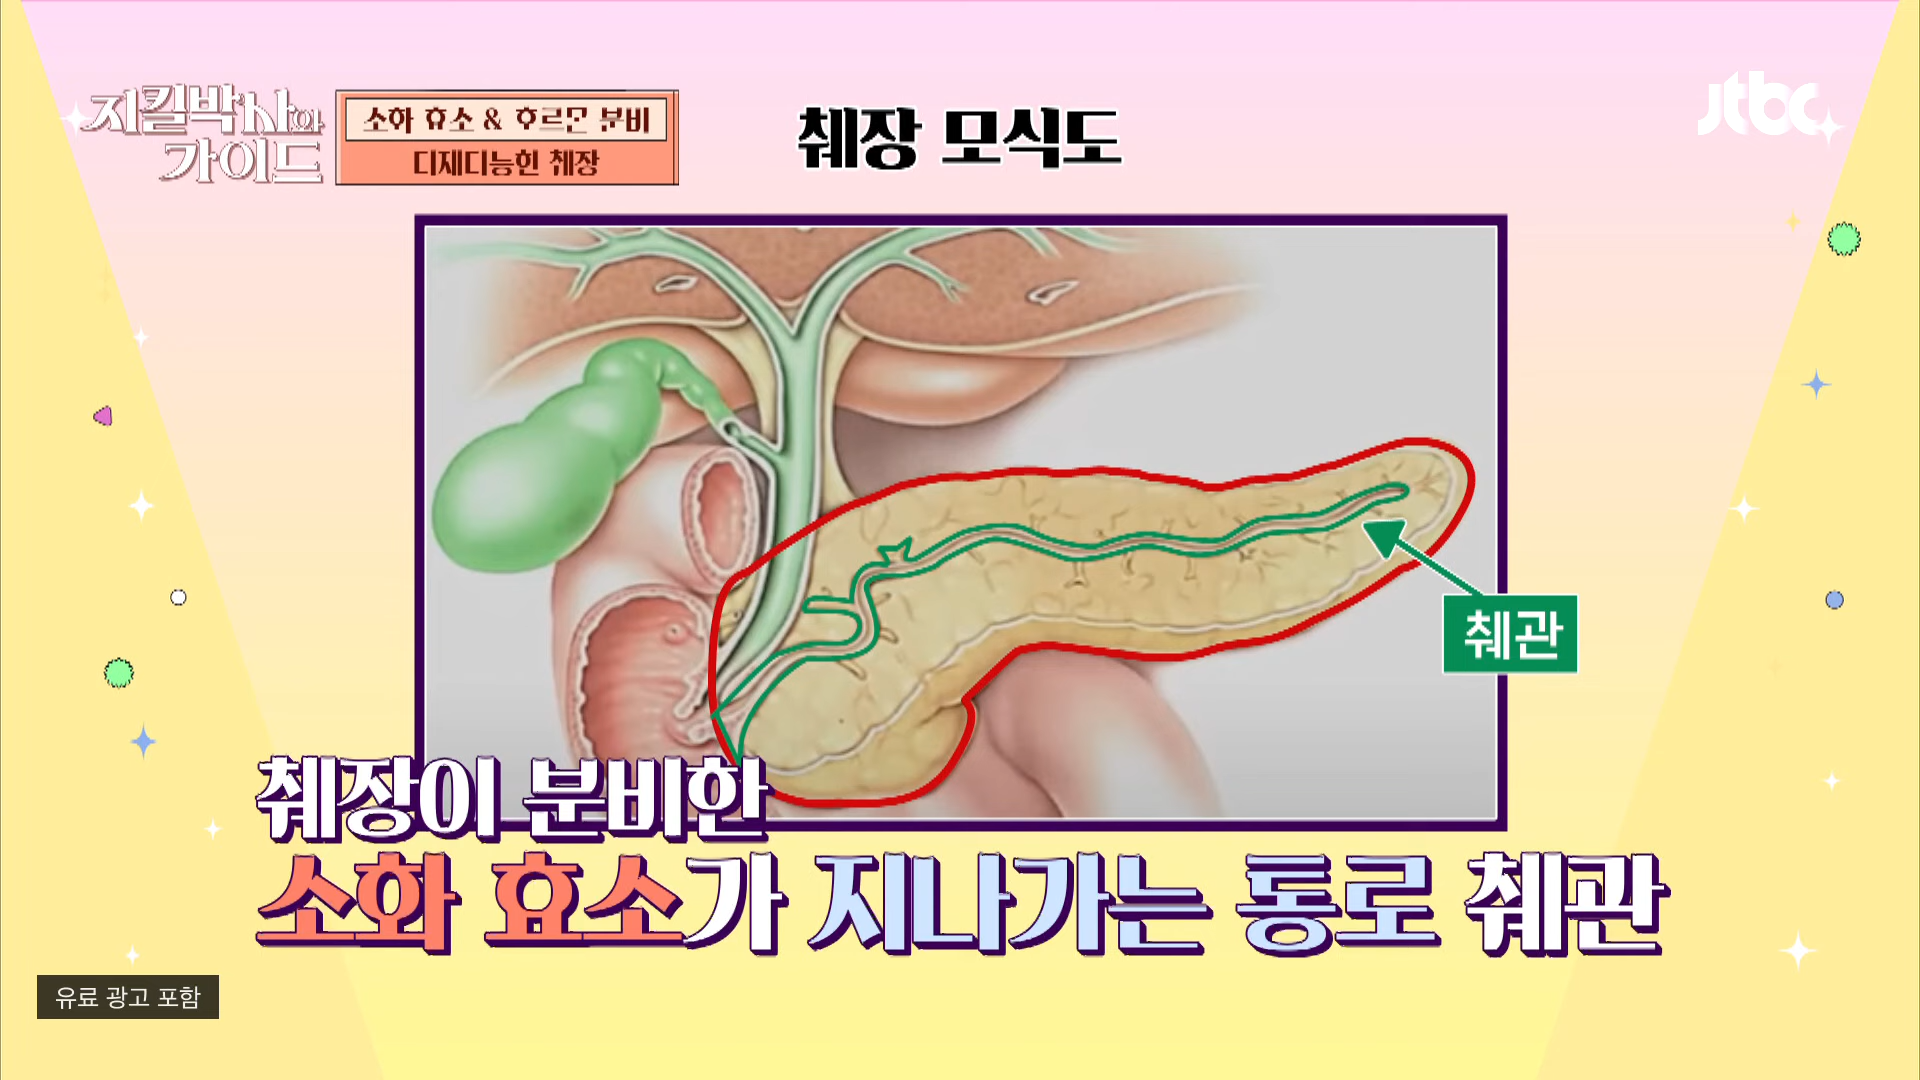 지킬박사와
가이드
소화 효소 & 호르몬 분비
디재디능한 췌장
췌장 모식도
jtbc
췌관
췌장이 분비한
소화 효소가 지나가는 통로 췌관
유료 광고 포함